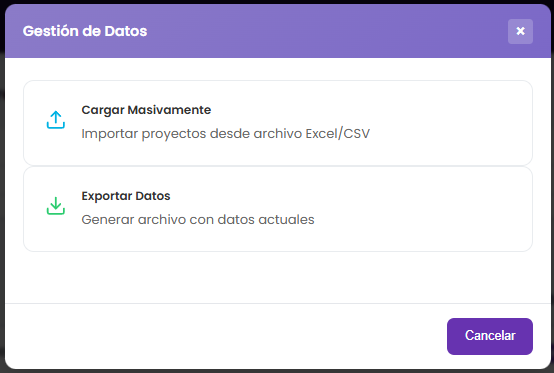 Gestión de Datos
Cargar Masivamente
Importar proyectos desde archivo Excel/CSV
Exportar Datos
Generar archivo con datos actuales
Cancelar